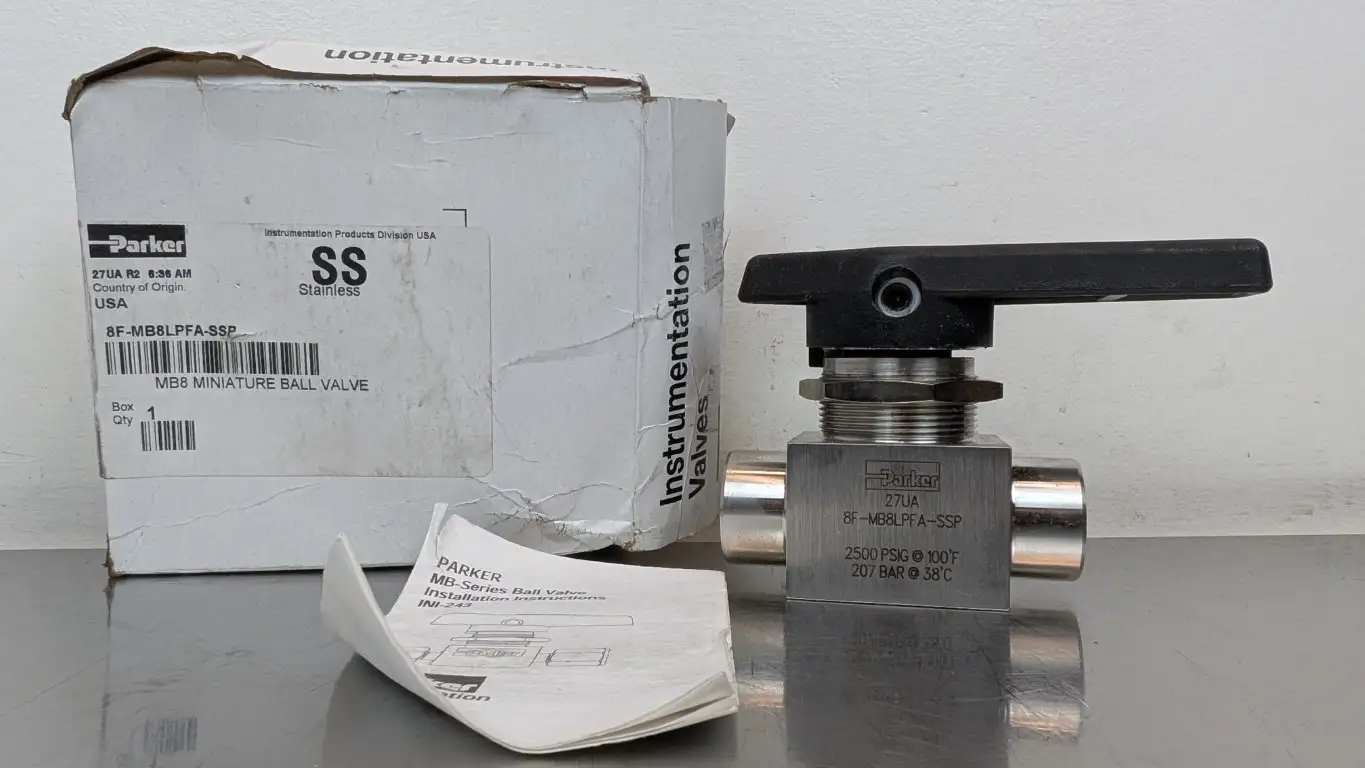 Instrumentation
Parker
Instrumentation Products Division USA
27UA R2 6:36 AM
Country of Origin.
USA
SS
Stainless
8F-MB8LPFA-SSP
MB8 MINIATURE BALL VALVE
Box
Qty
1
Instrumentation
Valves
PARKER
MB-Series Ball Valve
Installation Instructions
INI-243
Parker
27UA
8F-MB8LPFA-SSP
2500 PSIG @ 100°F
207 BAR @ 38°C